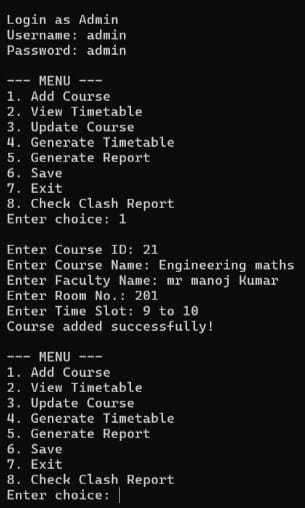 Login as Admin
Username: admin
Password: admin
--- MENU ---
1. Add Course
2. View Timetable
3. Update Course
4. Generate Timetable
5. Generate Report
6. Save
7. Exit
8. Check Clash Report
Enter choice: 1
Enter Course ID: 21
Enter Course Name: Engineering maths
Enter Faculty Name: mr manoj Kumar
Enter Room No.: 201
Enter Time Slot: 9 to 10
Course added successfully!
--- MENU ---
1. Add Course
2. View Timetable
3. Update Course
4. Generate Timetable
5. Generate Report
6. Save
7. Exit
8. Check Clash Report
Enter choice: